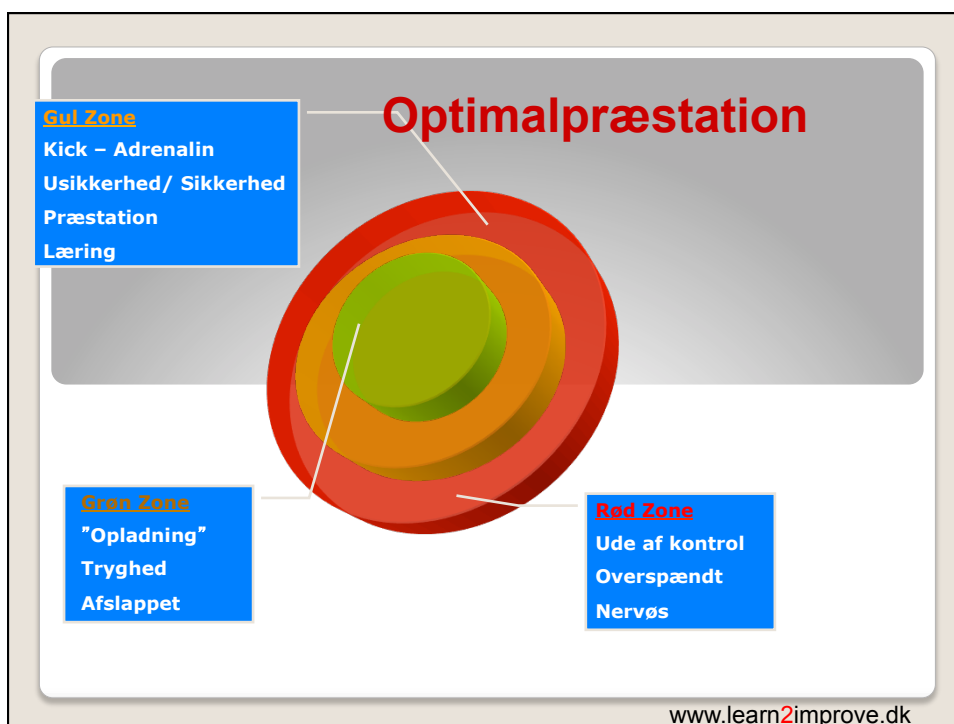 Optimalpræstation
Gul Zone
Kick – Adrenalin
Usikkerhed/ Sikkerhed
Præstation
Læring
Grøn Zone
”Opladning”
Tryghed
Afslappet
Rød Zone
Ude af kontrol
Overspændt
Nervøs
www.learn2improve.dk